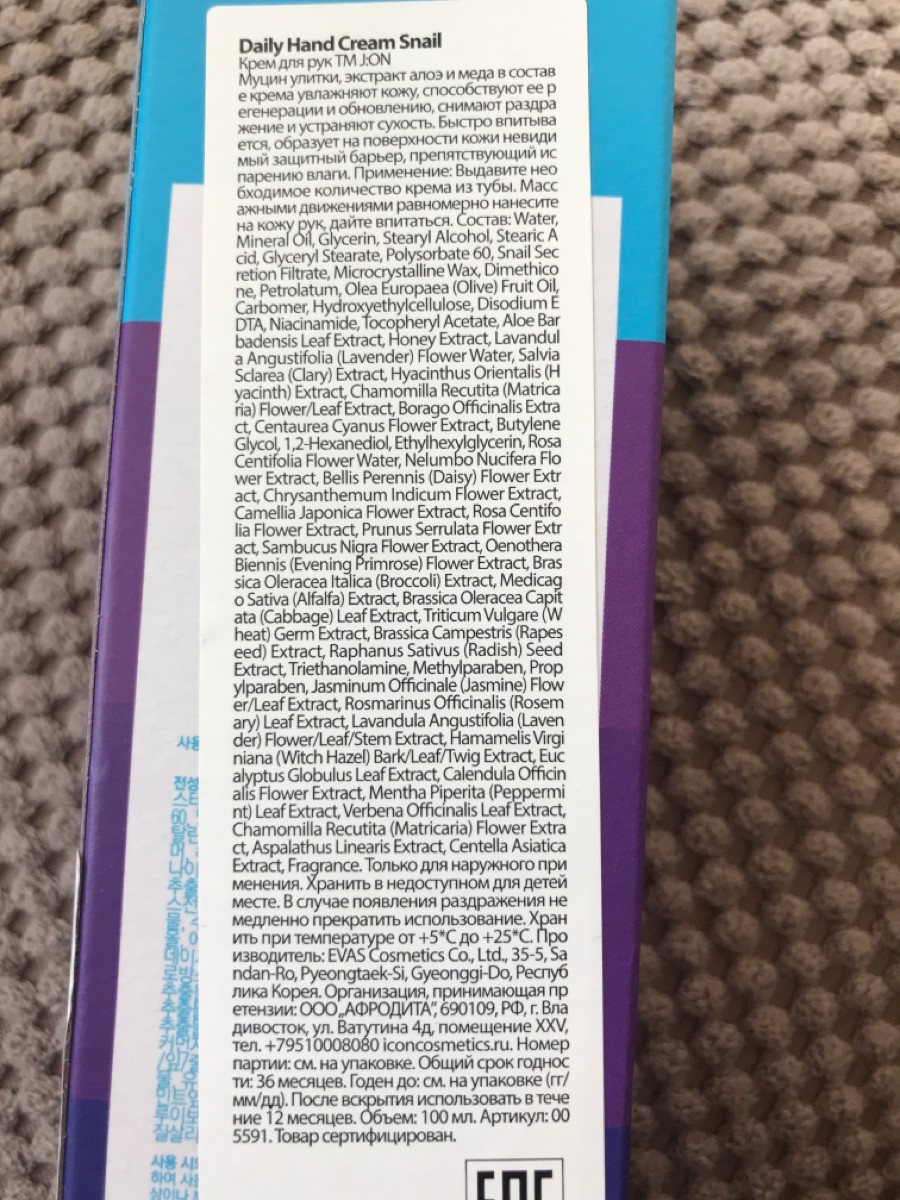 Daily Hand Cream Snail
Крем для рук ТМ J:ON
Муцин улитки, экстракт алоэ и меда в состав
е крема увлажняют кожу, способствуют ее р
егенерации и обновлению, снимают раздра
жение и устраняют сухость. Быстро впитыва
ется, образует на поверхности кожи невиди
мый защитный барьер, препятствующий ис
парению влаги. Применение: Выдавите нео
бходимое количество крема из тубы. Масс
ажными движениями равномерно нанесите
на кожу рук, дайте впитаться. Состав: Water,
Mineral Oil, Glycerin, Stearyl Alcohol, Stearic A
cid, Glyceryl Stearate, Polysorbate 60, Snail Sec
retion Filtrate, Microcrystalline Wax, Dimethico
ne, Petrolatum, Olea Europaea (Olive) Fruit Oil,
Carbomer, Hydroxyethylcellulose, Disodium E
DTA, Niacinamide, Tocopheryl Acetate, Aloe Bar
badensis Leaf Extract, Honey Extract, Lavandul
a Angustifolia (Lavender) Flower Water, Salvia
Sclarea (Clary) Extract, Hyacinthus Orientalis (H
yacinth) Extract, Chamomilla Recutita (Matrica
ria) Flower/Leaf Extract, Borago Officinalis Extra
ct, Centaurea Cyanus Flower Extract, Butylene
Glycol, 1,2-Hexanediol, Ethylhexylglycerin, Rosa
Centifolia Flower Water, Nelumbo Nucifera Flo
wer Extract, Bellis Perennis (Daisy) Flower Extr
act, Chrysanthemum Indicum Flower Extract,
Camellia Japonica Flower Extract, Rosa Centifo
lia Flower Extract, Prunus Serrulata Flower Extr
act, Sambucus Nigra Flower Extract, Oenothera
Biennis (Evening Primrose) Flower Extract, Bras
sica Oleracea Italica (Broccoli) Extract, Medicag
o Sativa (Alfalfa) Extract, Brassica Oleracea Capit
ata (Cabbage) Leaf Extract, Triticum Vulgare (W
heat) Germ Extract, Brassica Campestris (Rapes
eed) Extract, Raphanus Sativus (Radish) Seed
Extract, Triethanolamine, Methylparaben, Prop
ylparaben, Jasminum Officinale (Jasmine) Flow
er/Leaf Extract, Rosmarinus Officinalis (Rosem
ary) Leaf Extract, Lavandula Angustifolia (Laven
der) Flower/Leaf/Stem Extract, Hamamelis Virgi
niana (Witch Hazel) Bark/Leaf/Twig Extract, Euc
alyptus Globulus Leaf Extract, Calendula Officin
alis Flower Extract, Mentha Piperita (Peppermi
nt) Leaf Extract, Verbena Officinalis Leaf Extract,
Chamomilla Recutita (Matricaria) Flower Extra
ct, Aspalathus Linearis Extract, Centella Asiatica
Extract, Fragrance. Только для наружного при
менения. Хранить в недоступном для детей
месте. В случае появления раздражения не
медленно прекратить использование. Хран
ить при температуре от +5*С до +25*С. Про
изводитель: EVAS Cosmetics Co., Ltd., 35-5, Sa
ndan-Ro, Pyeongtaek-Si, Gyeonggi-Do, Респуб
лика Корея. Организация, принимающая пр
етензии: ООО „АФРОДИТА", 690109, РФ, г. Вла
дивосток, ул. Ватутина 4д, помещение XXV,
тел. +79510008080 iconcosmetics.ru. Номер
партии: см. на упаковке. Общий срок годнос
ти: 36 месяцев. Годен до: см. на упаковке (гг/
мм/дд). После вскрытия использовать в тече
ние 12 месяцев. Объем: 100 мл. Артикул: 00
5591. Товар сертифицирован.